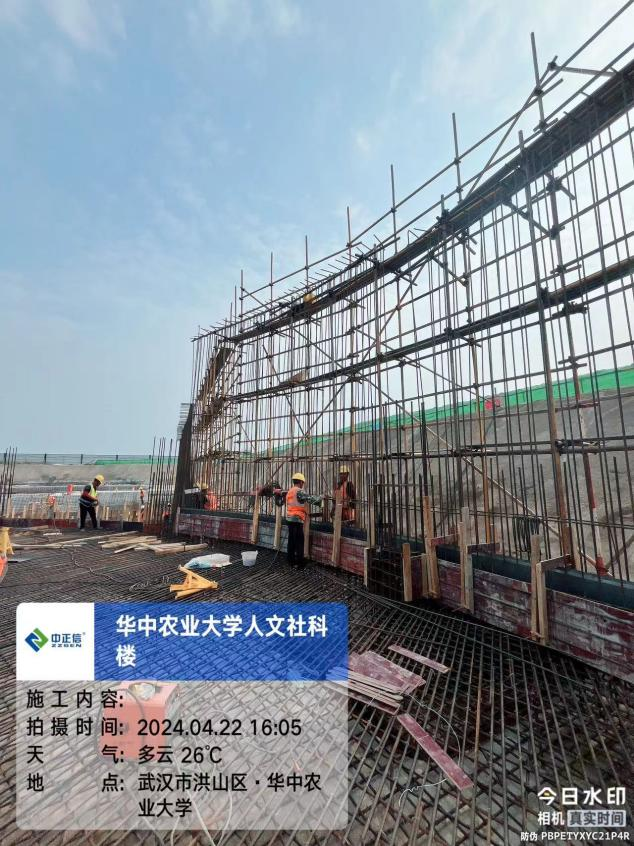 中正信®
ZZSEN
华中农业大学人文社科
楼
施工内容:
拍摄时间: 2024.04.22 16:05
天 气: 多云 26℃
地 点: 武汉市洪山区·华中农
业大学
今日水印
相机 真实时间
防伪 PBPETYXYC21P4R